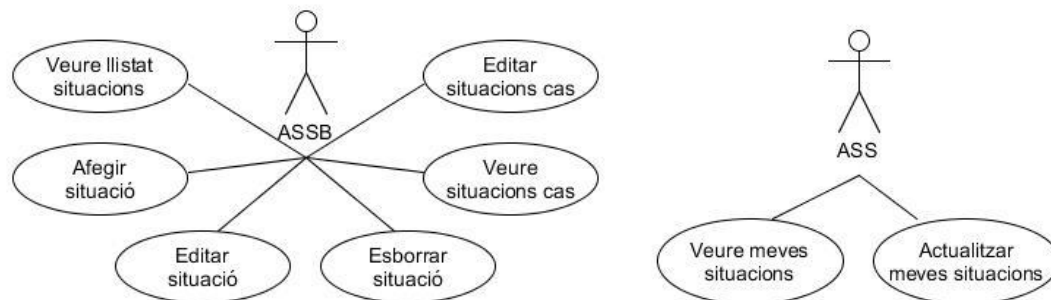 Veure llistat
situacions
ASSB
Editar
situacions cas
Afegir
situació
Veure
situacions cas
Editar
situació
Esborrar
situació
ASS
Veure meves
situacions
Actualitzar
meves situacions